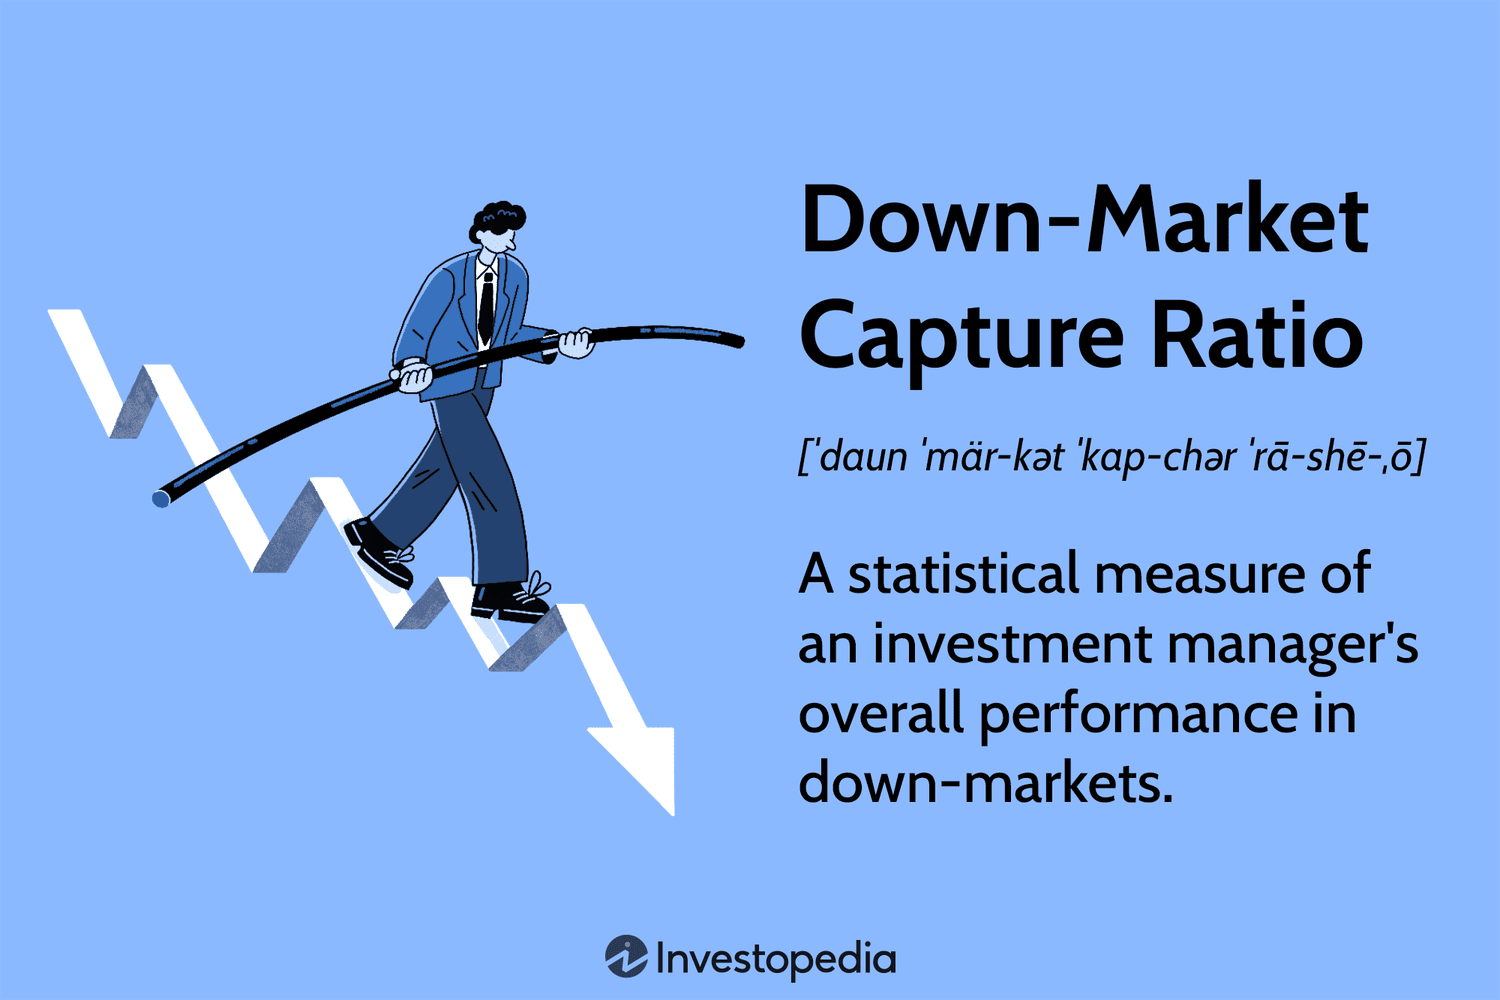 Down-Market
Capture Ratio
[ˈdaun ˈmär-kət ˈkap-chər ˈrā-shē-ˌō]
A statistical measure of
an investment manager's
overall performance in
down-markets.
Investopedia